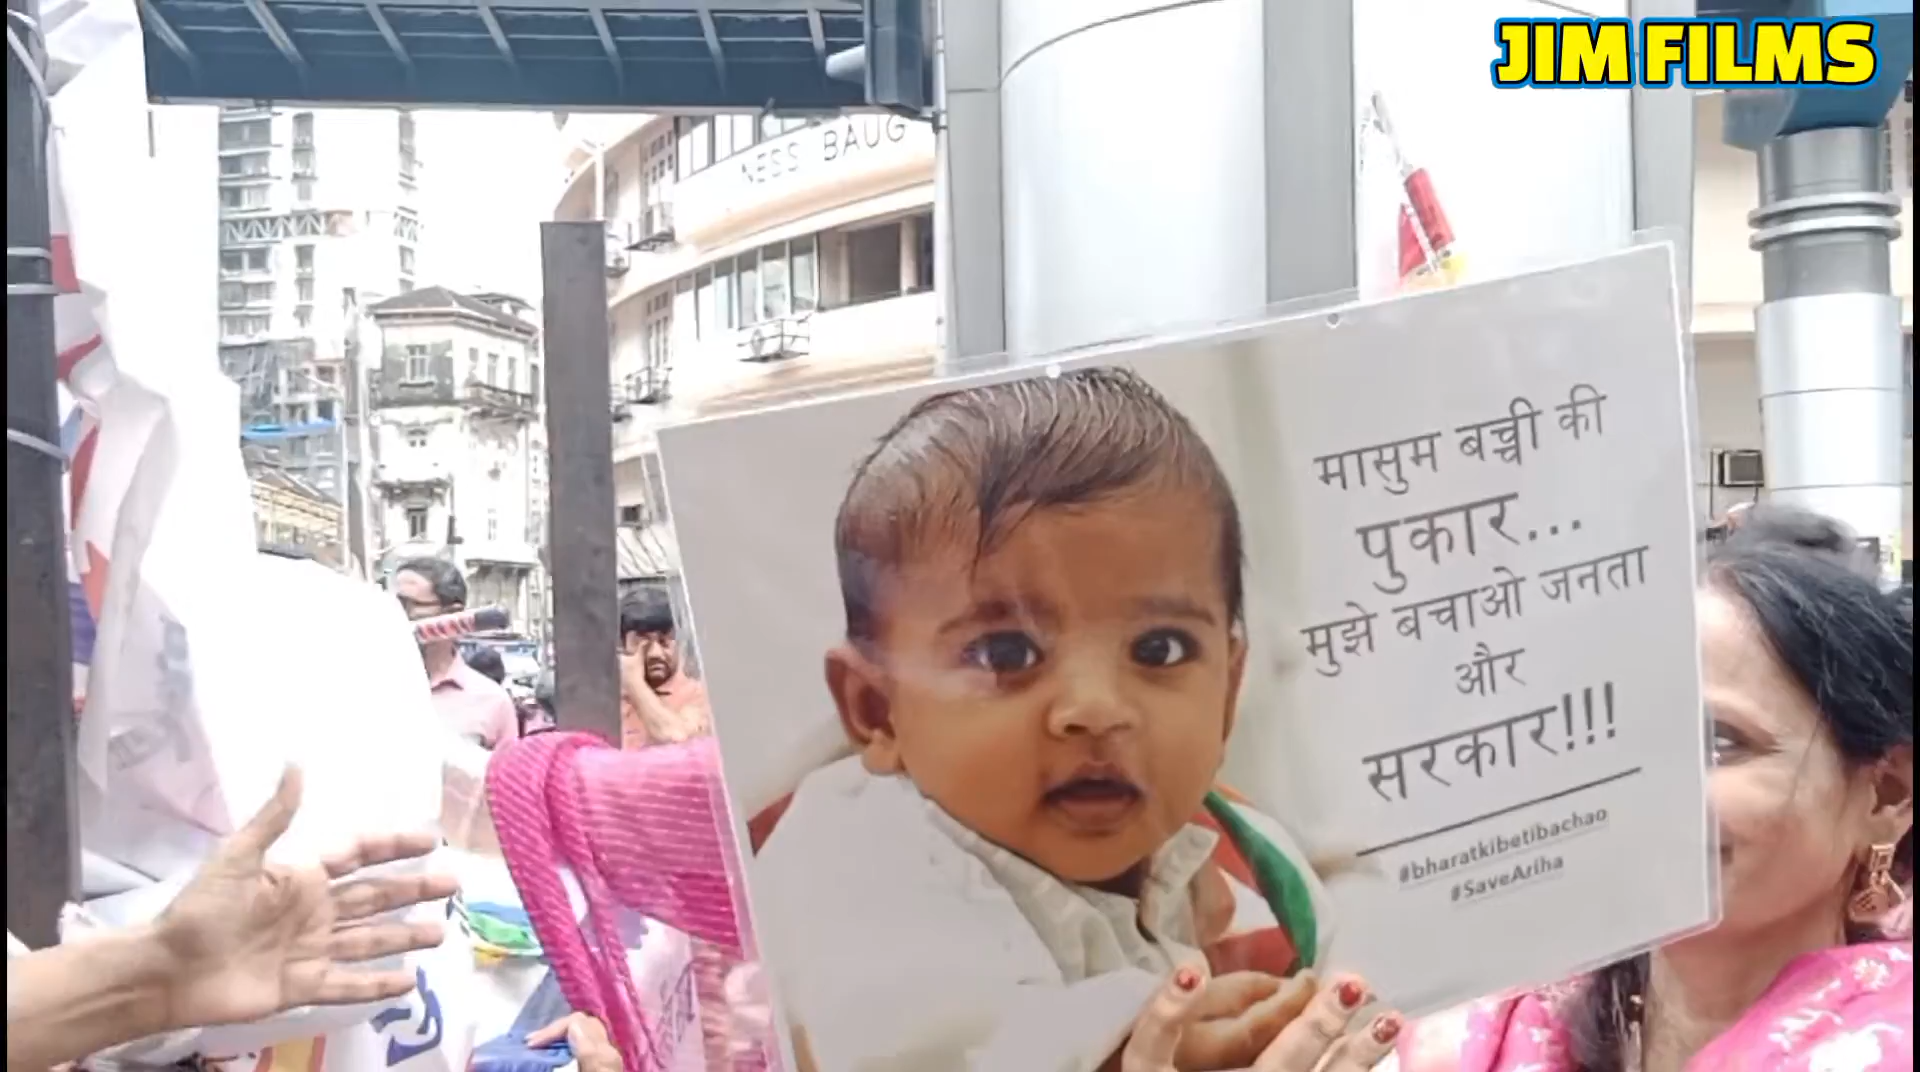 JIM FILMS
NESS BAUG
मासुम बच्ची की
पुकार...
मुझे बचाओ जनता
और
सरकार!!!
#bharatkibetibachao
#SaveAriha